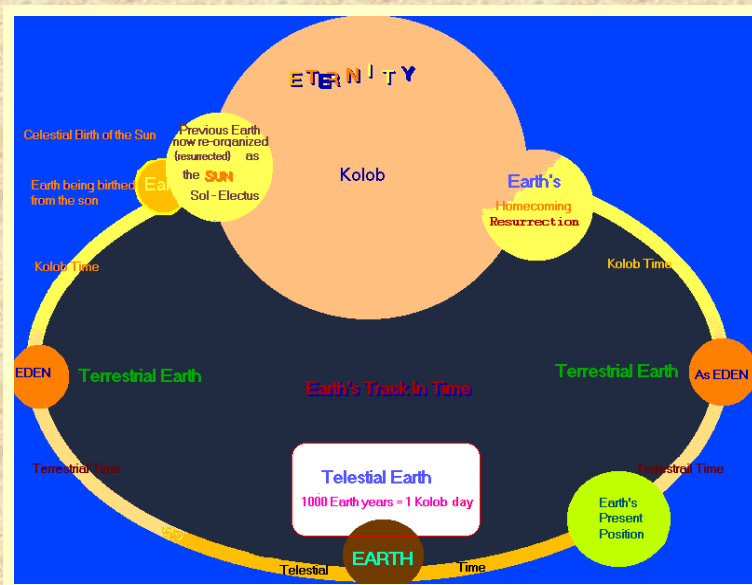 ETERNITY
Celestial Birth of the Sun
Previous Earth
now re-organized
{resurrected} as
the SUN
Sol - Electus
Kolob
Ear
Earth being birthed
from the son
Earth's
Homecoming
Resurrection
Kolob Time
Kolob Time
EDEN
Terrestrial Earth
Earth's Track In Time
Terrestrial Earth
As EDEN
Terrestrial Time
Terrestrail Time
Telestial Earth
1000 Earth years = 1 Kolob day
Earth's
Present
Position
EARTH
Telestial
Time